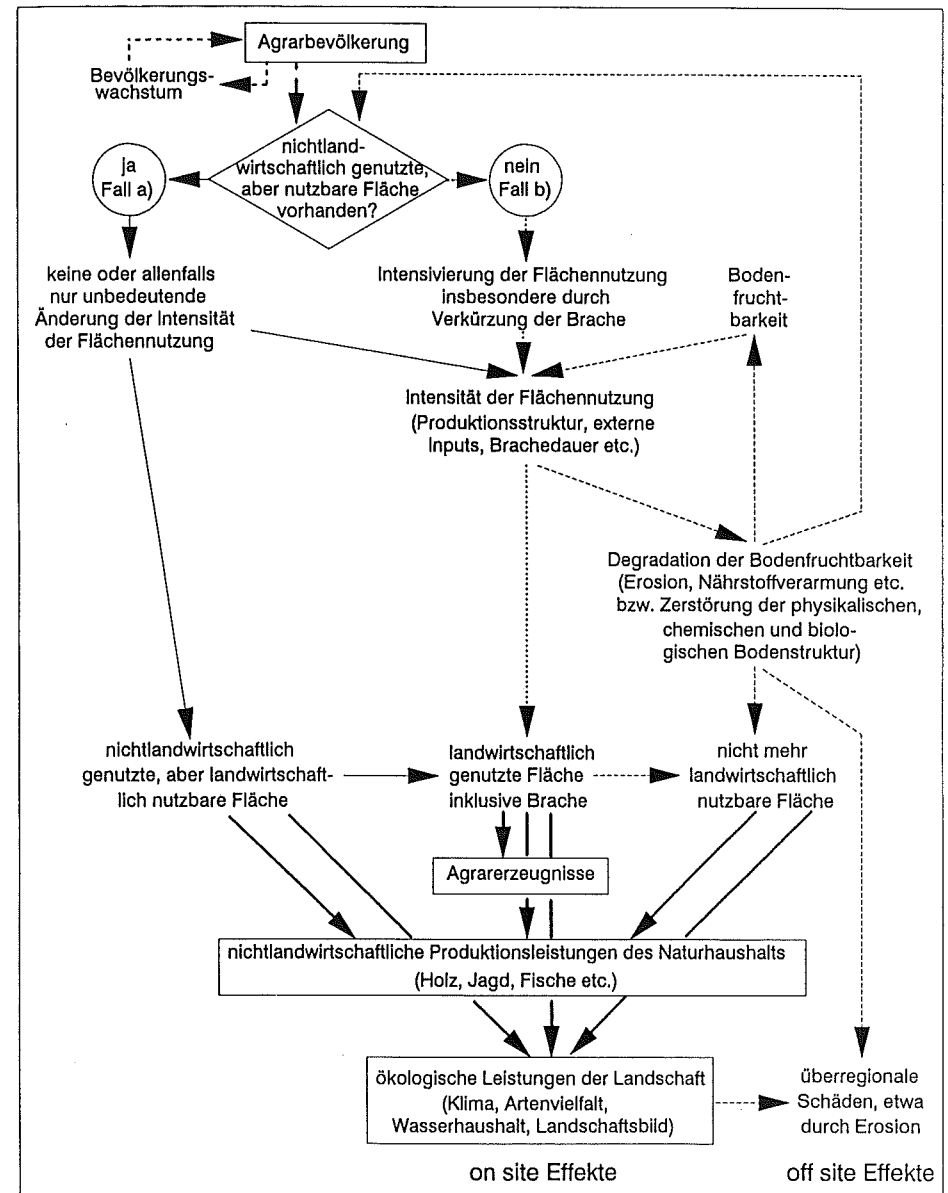 Agrarbevölkerung
Bevölkerungs-
wachstum
nichtland-
wirtschaftlich genutzte,
aber nutzbare Fläche
vorhanden?
ja
Fall a)
nein
Fall b)
keine oder allenfalls
nur unbedeutende
Änderung der Intensität
der Flächennutzung
Intensivierung der Flächennutzung
insbesondere durch
Verkürzung der Brache
Boden-
frucht-
barkeit
Intensität der Flächennutzung
(Produktionsstruktur, externe
Inputs, Brachedauer etc.)
Degradation der Bodenfruchtbarkeit
(Erosion, Nährstoffverarmung etc.
bzw. Zerstörung der physikalischen,
chemischen und biolo-
gischen Bodenstruktur)
nichtlandwirtschaftlich
genutzte, aber landwirtschaft-
lich nutzbare Fläche
landwirtschaftlich
genutzte Fläche
inklusive Brache
nicht mehr
landwirtschaftlich
nutzbare Fläche
Agrarerzeugnisse
nichtlandwirtschaftliche Produktionsleistungen des Naturhaushalts
(Holz, Jagd, Fische etc.)
ökologische Leistungen der Landschaft
(Klima, Artenvielfalt,
Wasserhaushalt, Landschaftsbild)
überregionale
Schäden, etwa
durch Erosion
on site Effekte
off site Effekte